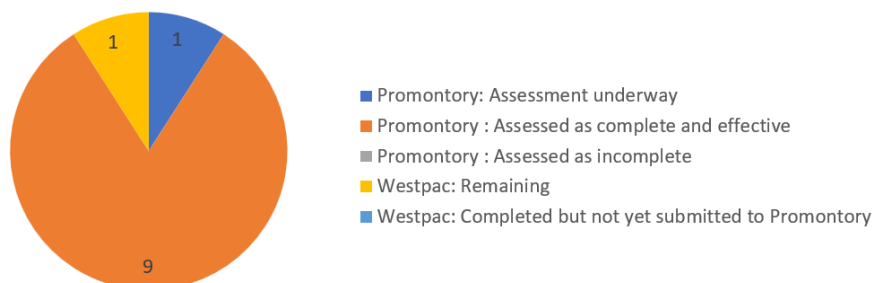 1
1
Promontory: Assessment underway
Promontory : Assessed as complete and effective
Promontory : Assessed as incomplete
Westpac: Remaining
Westpac: Completed but not yet submitted to Promontory
9